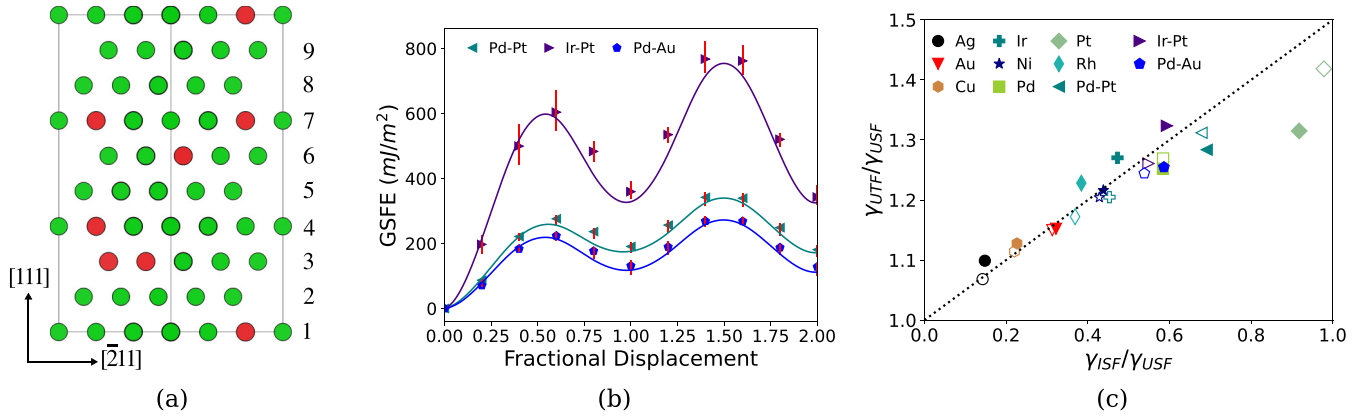 9
8
7
6
5
4
3
2
1
[111]
[2̅11]
(a)
800
600
400
200
0
GSFE (mJ/m²)
Pd-Pt Ir-Pt Pd-Au
0.00 0.25 0.50 0.75 1.00 1.25 1.50 1.75 2.00
Fractional Displacement
(b)
1.5
1.4
1.3
1.2
1.1
1.0
γUTF/γUSF
Ag Ir Pt Ir-Pt
Au Ni Rh Pd-Au
Cu Pd Pd-Pt
0.0 0.2 0.4 0.6 0.8 1.0
γISF/γUSF
(c)